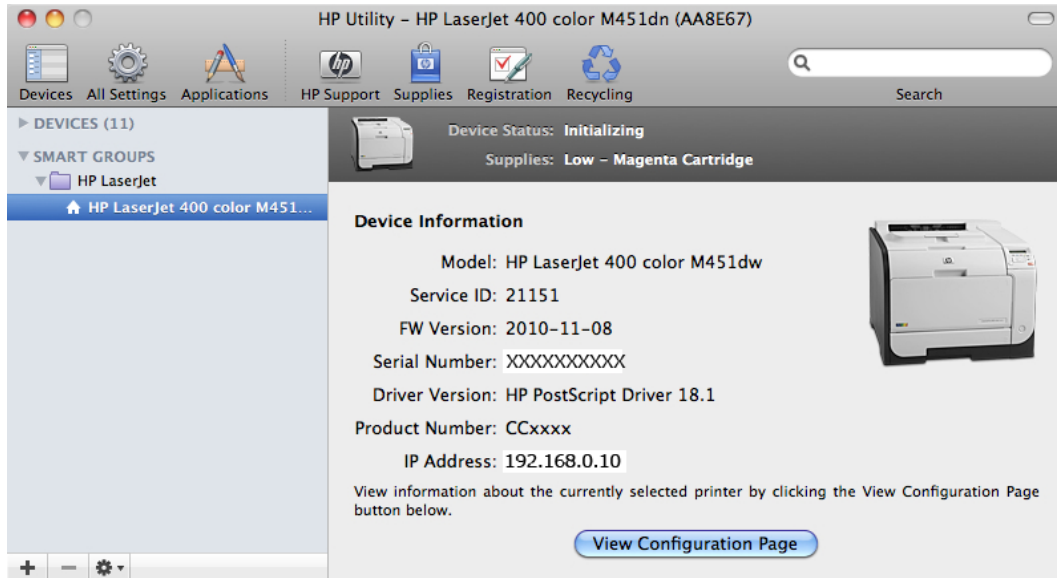 HP Utility – HP LaserJet 400 color M451dn (AA8E67)
Devices All Settings Applications HP Support Supplies Registration Recycling Search
DEVICES (11)
SMART GROUPS
HP LaserJet
HP LaserJet 400 color M451...
Device Status: Initializing
Supplies: Low – Magenta Cartridge
Device Information
Model: HP LaserJet 400 color M451dw
Service ID: 21151
FW Version: 2010-11-08
Serial Number: XXXXXXXXXX
Driver Version: HP PostScript Driver 18.1
Product Number: CCxxxx
IP Address: 192.168.0.10
View information about the currently selected printer by clicking the View Configuration Page
button below.
View Configuration Page